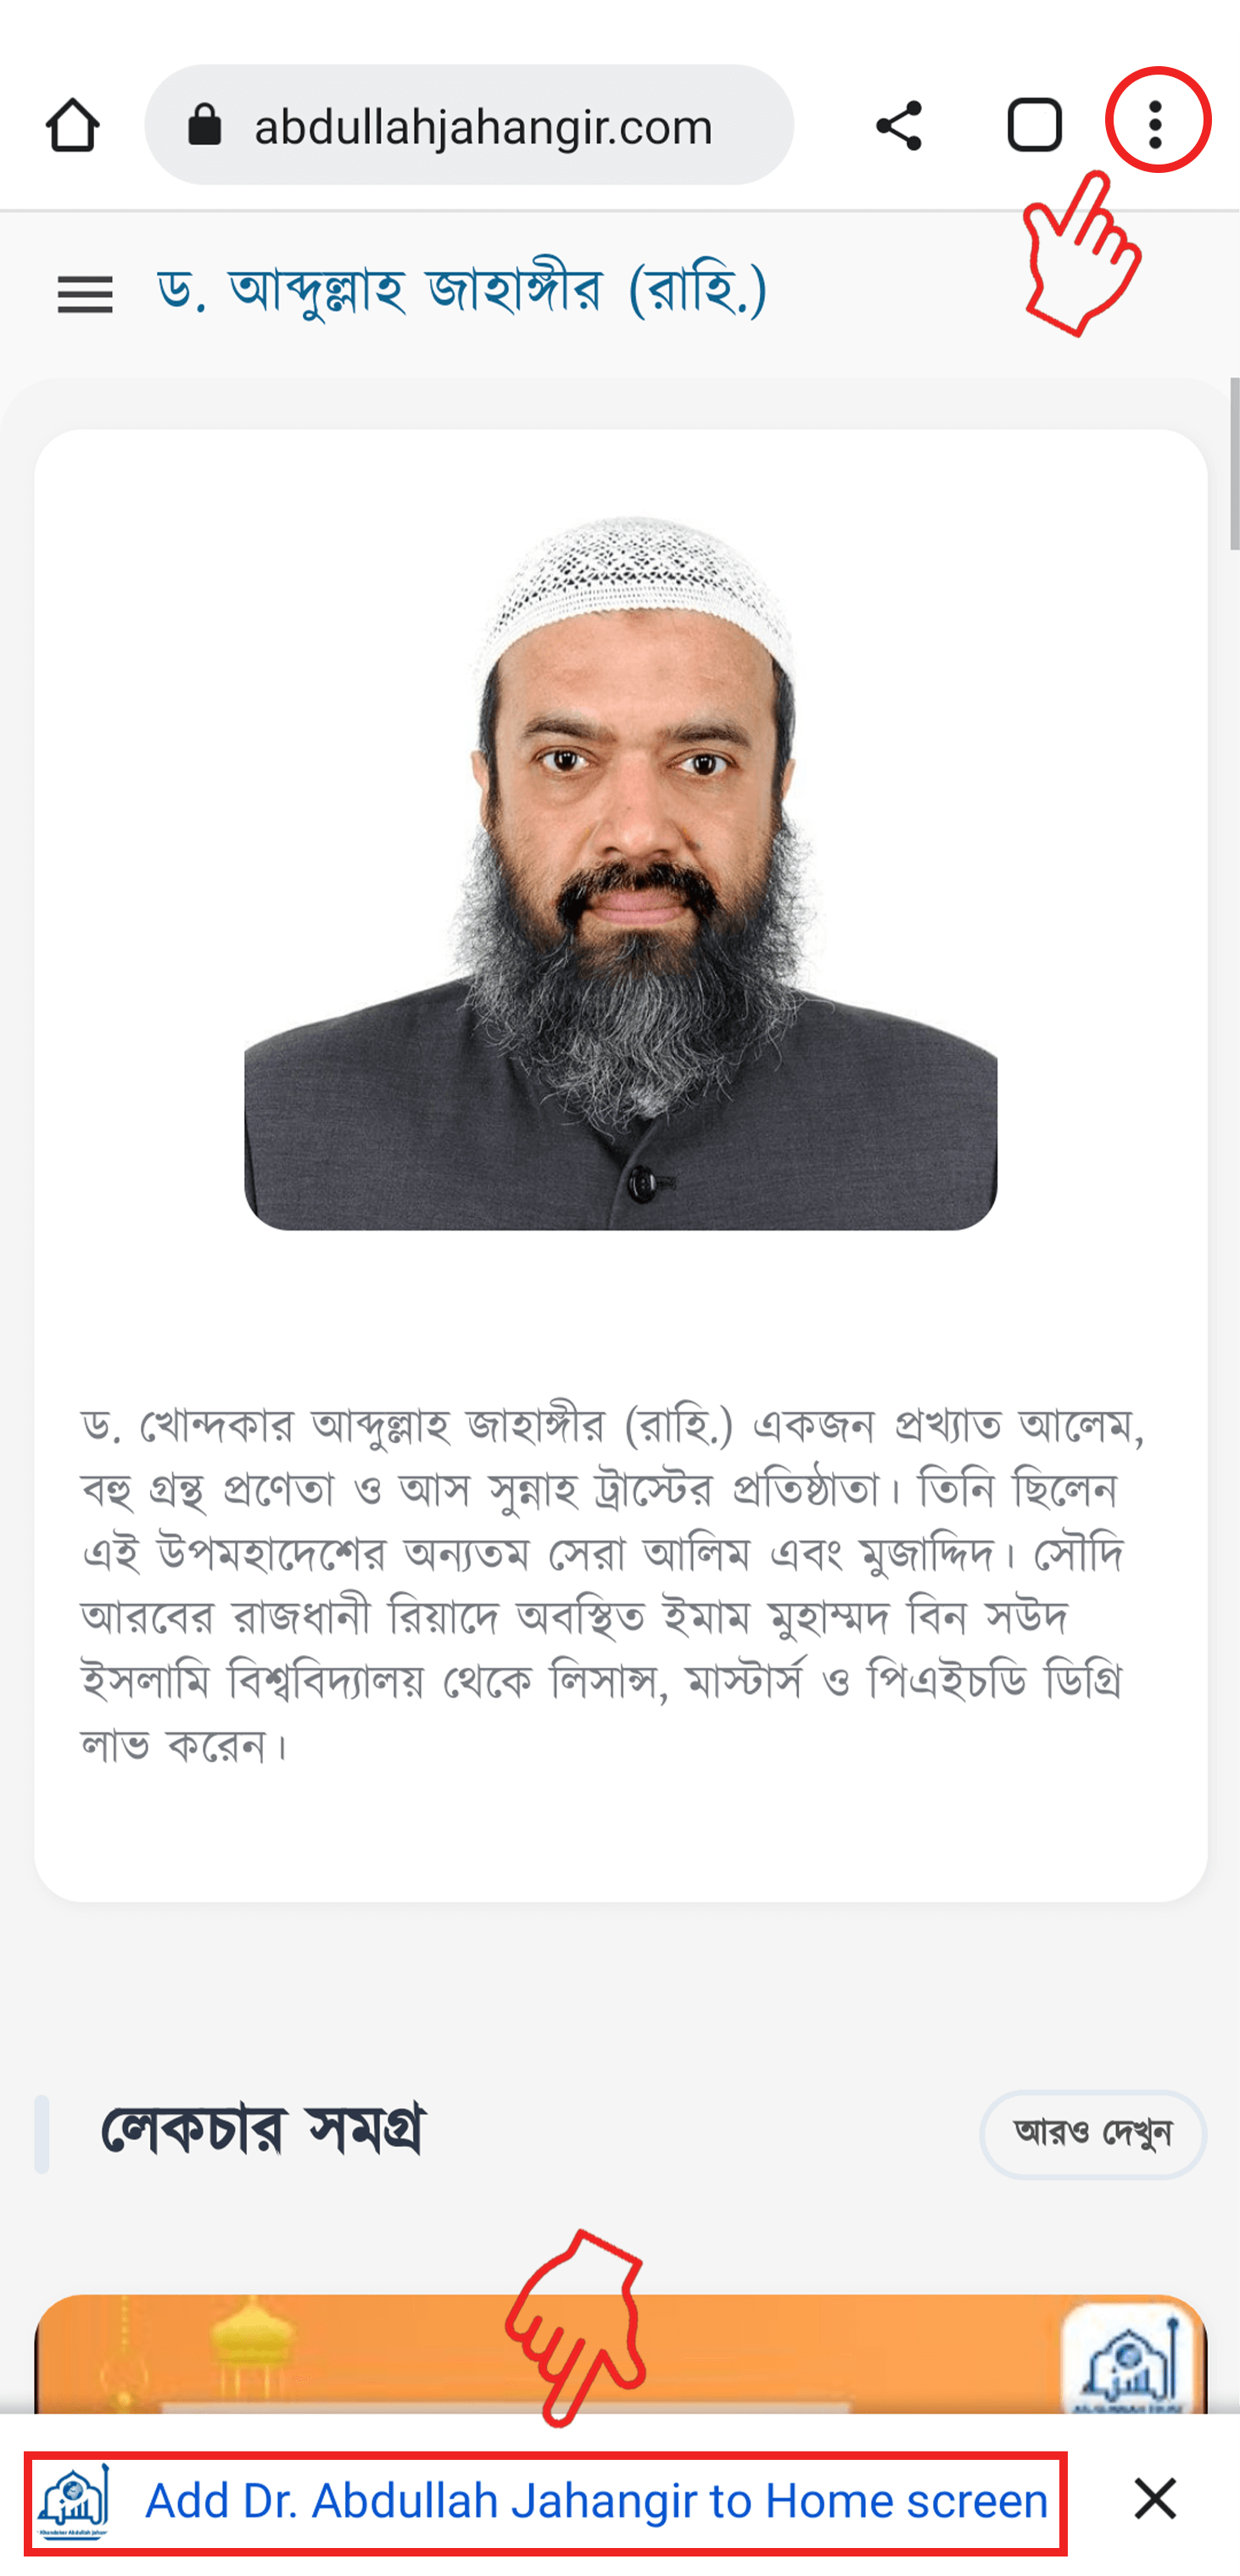 abdullahjahangir.com
ড. আব্দুল্লাহ জাহাঙ্গীর (রাহি.)
ড. খোন্দকার আব্দুল্লাহ জাহাঙ্গীর (রাহি.) একজন প্রখ্যাত আলেম,
বহু গ্রন্থ প্রণেতা ও আস সুন্নাহ ট্রাস্টের প্রতিষ্ঠাতা। তিনি ছিলেন
এই উপমহাদেশের অন্যতম সেরা আলিম এবং মুজাদ্দিদ। সৌদি
আরবের রাজধানী রিয়াদে অবস্থিত ইমাম মুহাম্মদ বিন সউদ
ইসলামি বিশ্ববিদ্যালয় থেকে লিসান্স, মাস্টার্স ও পিএইচডি ডিগ্রি
লাভ করেন।
লেকচার সমগ্র
আরও দেখুন
السنة
السنة
Add Dr. Abdullah Jahangir to Home screen